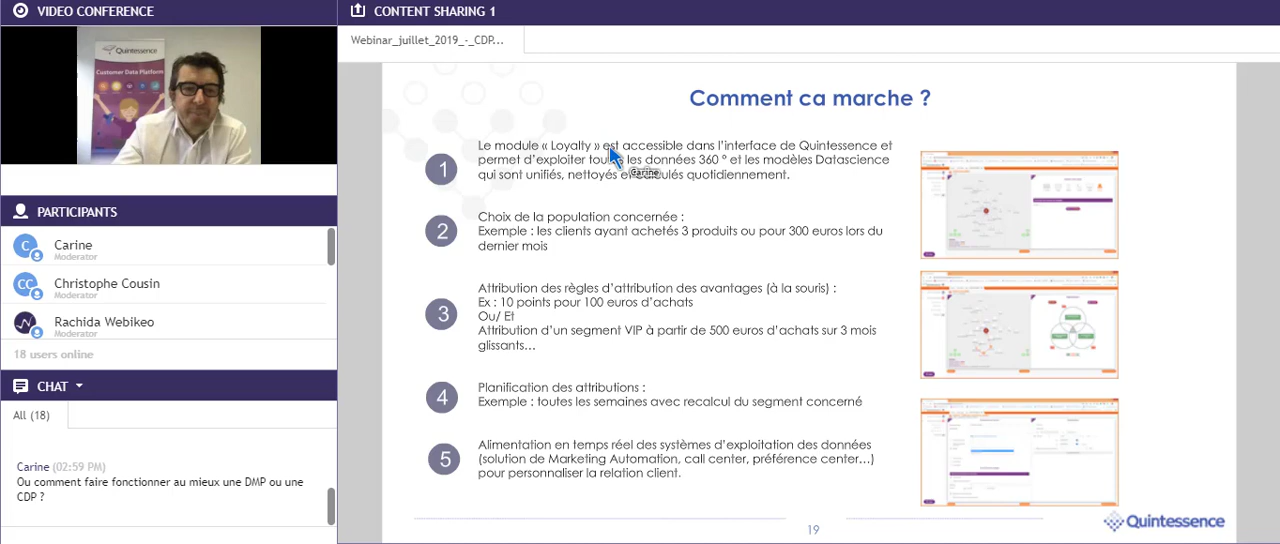 VIDEO CONFERENCE
Quintessence
Customer Data Platform
PARTICIPANTS
C
Carine
Moderator
CC
Christophe Cousin
Moderator
Rachida Webikeo
Moderator
18 users online
CHAT
All (18)
Carine (02:59 PM)
Ou comment faire fonctionner au mieux une DMP ou une
CDP ?
CONTENT SHARING 1
Webinar_juillet_2019_-_CDP...
Comment ca marche ?
1
Le module « Loyalty » est accessible dans l’interface de Quintessence et
permet d’exploiter toutes les données 360 ° et les modèles Datascience
qui sont unifiés, nettoyés et calculés quotidiennement.
Carine
2
Choix de la population concernée :
Exemple : les clients ayant achetés 3 produits ou pour 300 euros lors du
dernier mois
3
Attribution des règles d’attribution des avantages (à la souris) :
Ex : 10 points pour 100 euros d’achats
Ou/ Et
Attribution d’un segment VIP à partir de 500 euros d’achats sur 3 mois
glissants…
4
Planification des attributions :
Exemple : toutes les semaines avec recalcul du segment concerné
5
Alimentation en temps réel des systèmes d’exploitation des données
(solution de Marketing Automation, call center, préférence center…)
pour personnaliser la relation client.
19
Quintessence